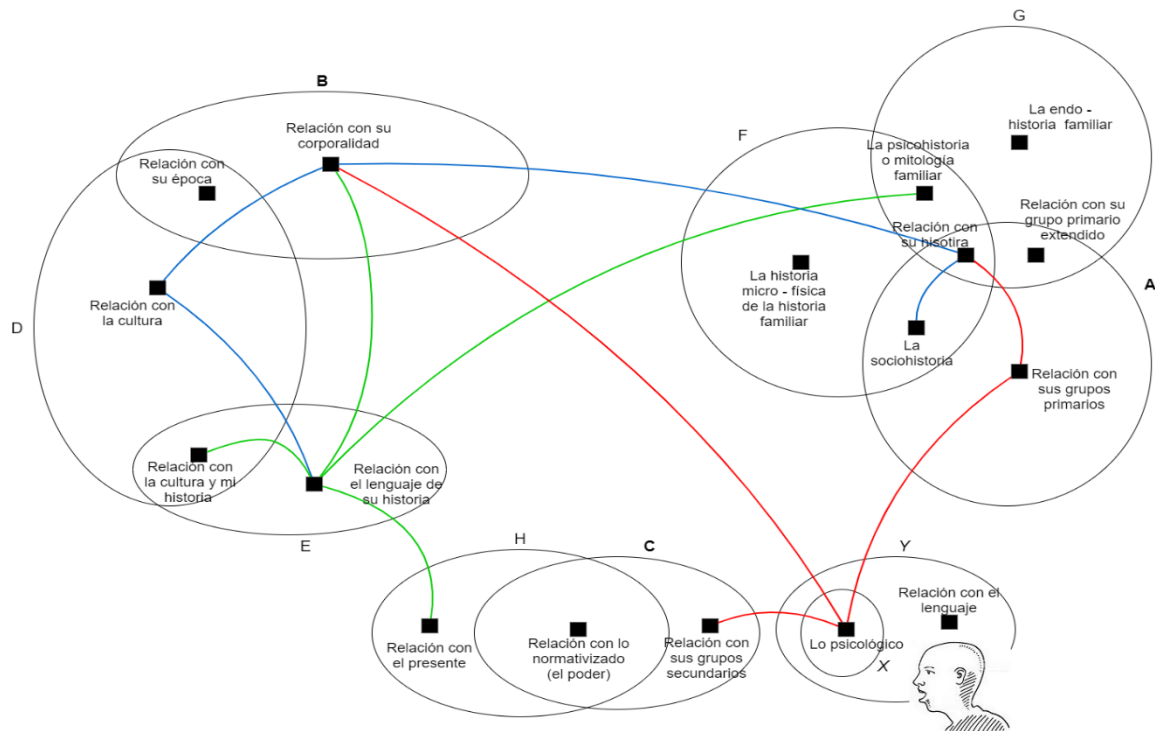 G
B
F
La endo -
historia familiar
Relación con su
corporalidad
La psicohistoria
o mitología
familiar
Relación con
su época
Relación con su
grupo primario
extendido
Relación con
su hisotira
A
La historia
micro - física
de la historia
familiar
Relación con
la cultura
D
La
sociohistoria
Relación con
sus grupos
primarios
Relación con
la cultura y mi
historia
Relación con
el lenguaje de
su historia
E
H
C
Y
Relación con el
lenguaje
Relación con
el presente
Relación con lo
normativizado
(el poder)
Relación con
sus grupos
secundarios
Lo psicológico
X